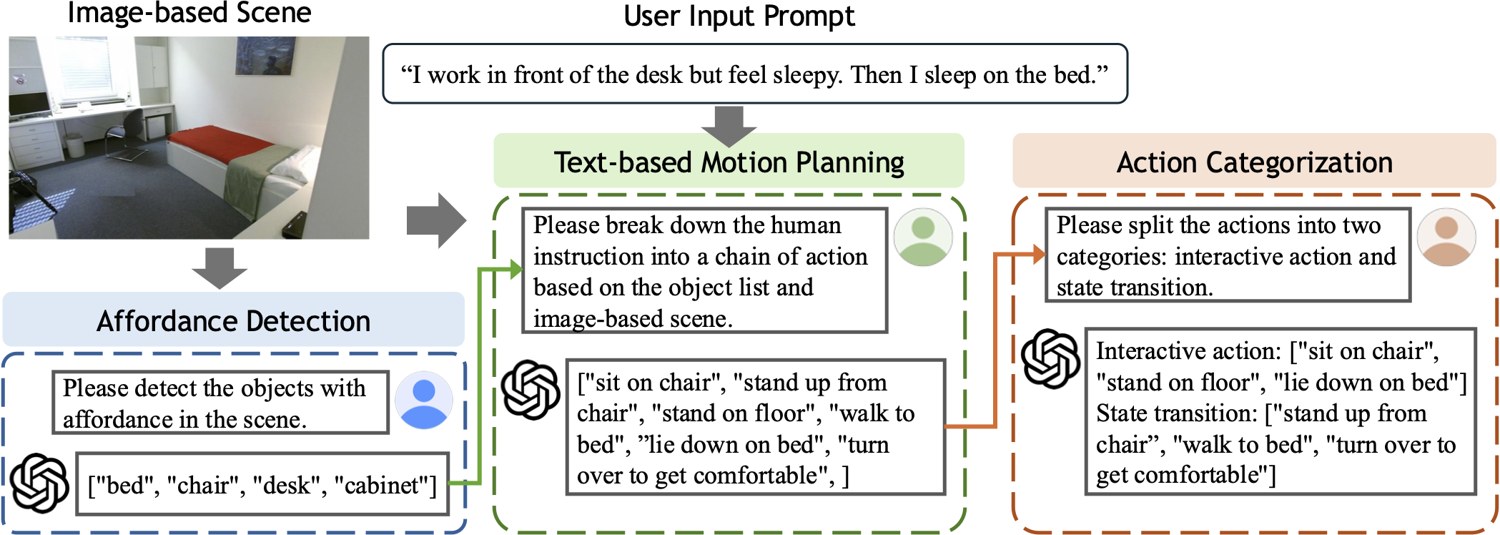 Image-based Scene
User Input Prompt
“I work in front of the desk but feel sleepy. Then I sleep on the bed.”
Affordance Detection
Please detect the objects with
affordance in the scene.
["bed", "chair", "desk", "cabinet"]
Text-based Motion Planning
Please break down the human
instruction into a chain of action
based on the object list and
image-based scene.
["sit on chair", "stand up from
chair", "stand on floor", "walk to
bed", ”lie down on bed", "turn
over to get comfortable", ]
Action Categorization
Please split the actions into two
categories: interactive action and
state transition.
Interactive action: ["sit on chair",
"stand on floor", "lie down on bed"]
State transition: ["stand up from
chair”, "walk to bed", "turn over to
get comfortable"]